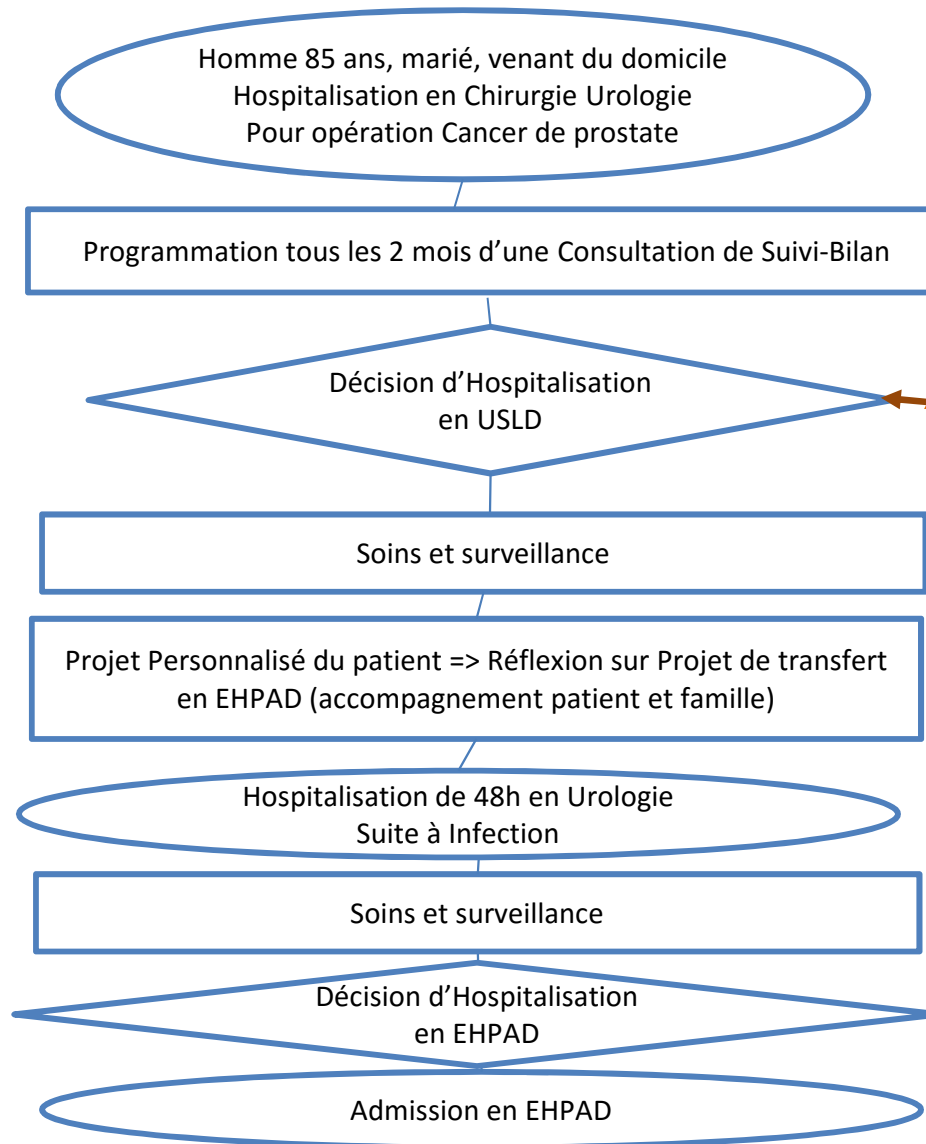 Homme 85 ans, marié, venant du domicile
Hospitalisation en Chirurgie Urologie
Pour opération Cancer de prostate
Programmation tous les 2 mois d’une Consultation de Suivi-Bilan
Décision d’Hospitalisation
en USLD
Soins et surveillance
Projet Personnalisé du patient => Réflexion sur Projet de transfert
en EHPAD (accompagnement patient et famille)
Hospitalisation de 48h en Urologie
Suite à Infection
Soins et surveillance
Décision d’Hospitalisation
en EHPAD
Admission en EHPAD